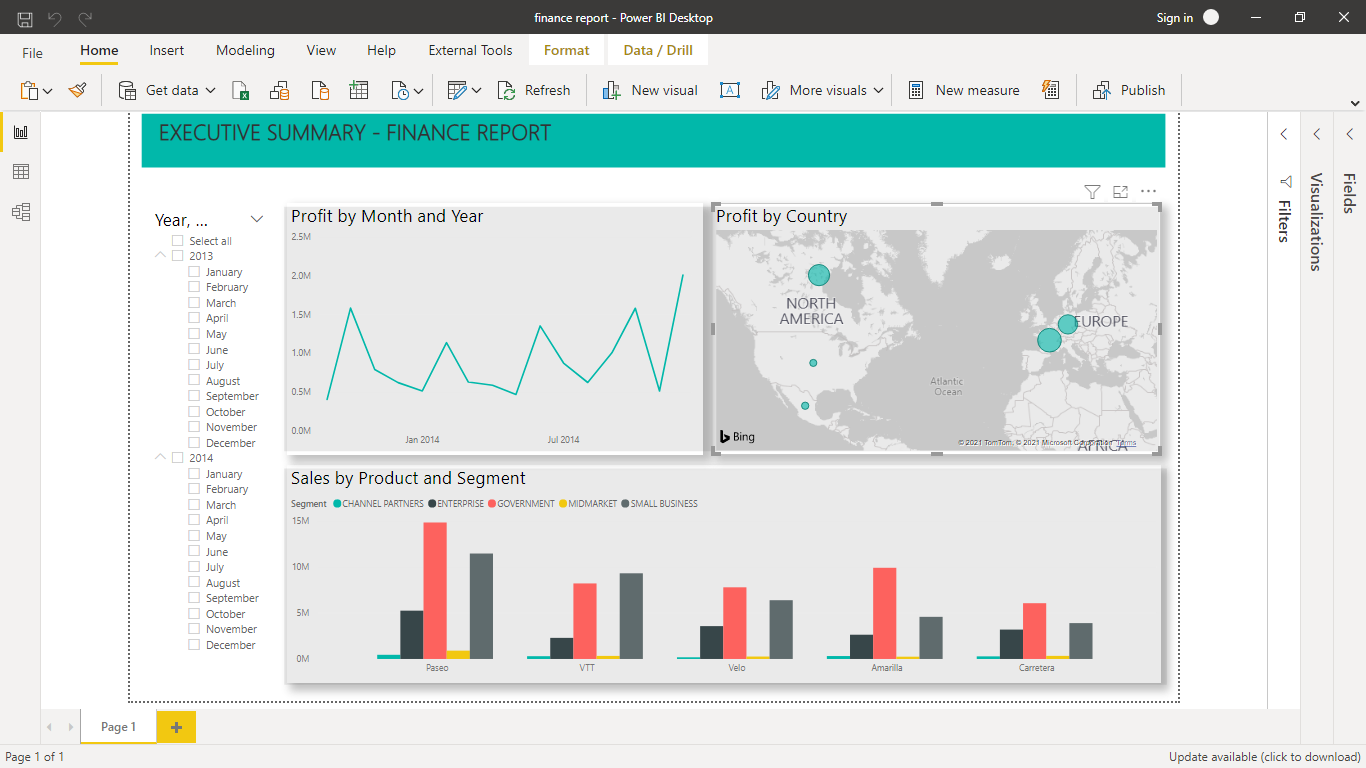 finance report - Power BI Desktop
Sign in
File
Home
Insert
Modeling
View
Help
External Tools
Format
Data / Drill
Get data
Refresh
New visual
More visuals
New measure
Publish
EXECUTIVE SUMMARY - FINANCE REPORT
Year, ...
Select all
2013
January
February
March
April
May
June
July
August
September
October
November
December
2014
January
February
March
April
May
June
July
August
September
October
November
December
Profit by Month and Year
2.5M
2.0M
1.5M
1.0M
0.5M
0.0M
Jan 2014
Jul 2014
Profit by Country
NORTH
AMERICA
EUROPE
Atlantic
Ocean
AFRICA
Bing
© 2021 TomTom, © 2021 Microsoft Corporation Terms
Sales by Product and Segment
Segment CHANNEL PARTNERS ENTERPRISE GOVERNMENT MIDMARKET SMALL BUSINESS
15M
10M
5M
0M
Paseo
VTT
Velo
Amarilla
Carretera
Filters
Visualizations
Fields
Page 1
Page 1 of 1
Update available (click to download)